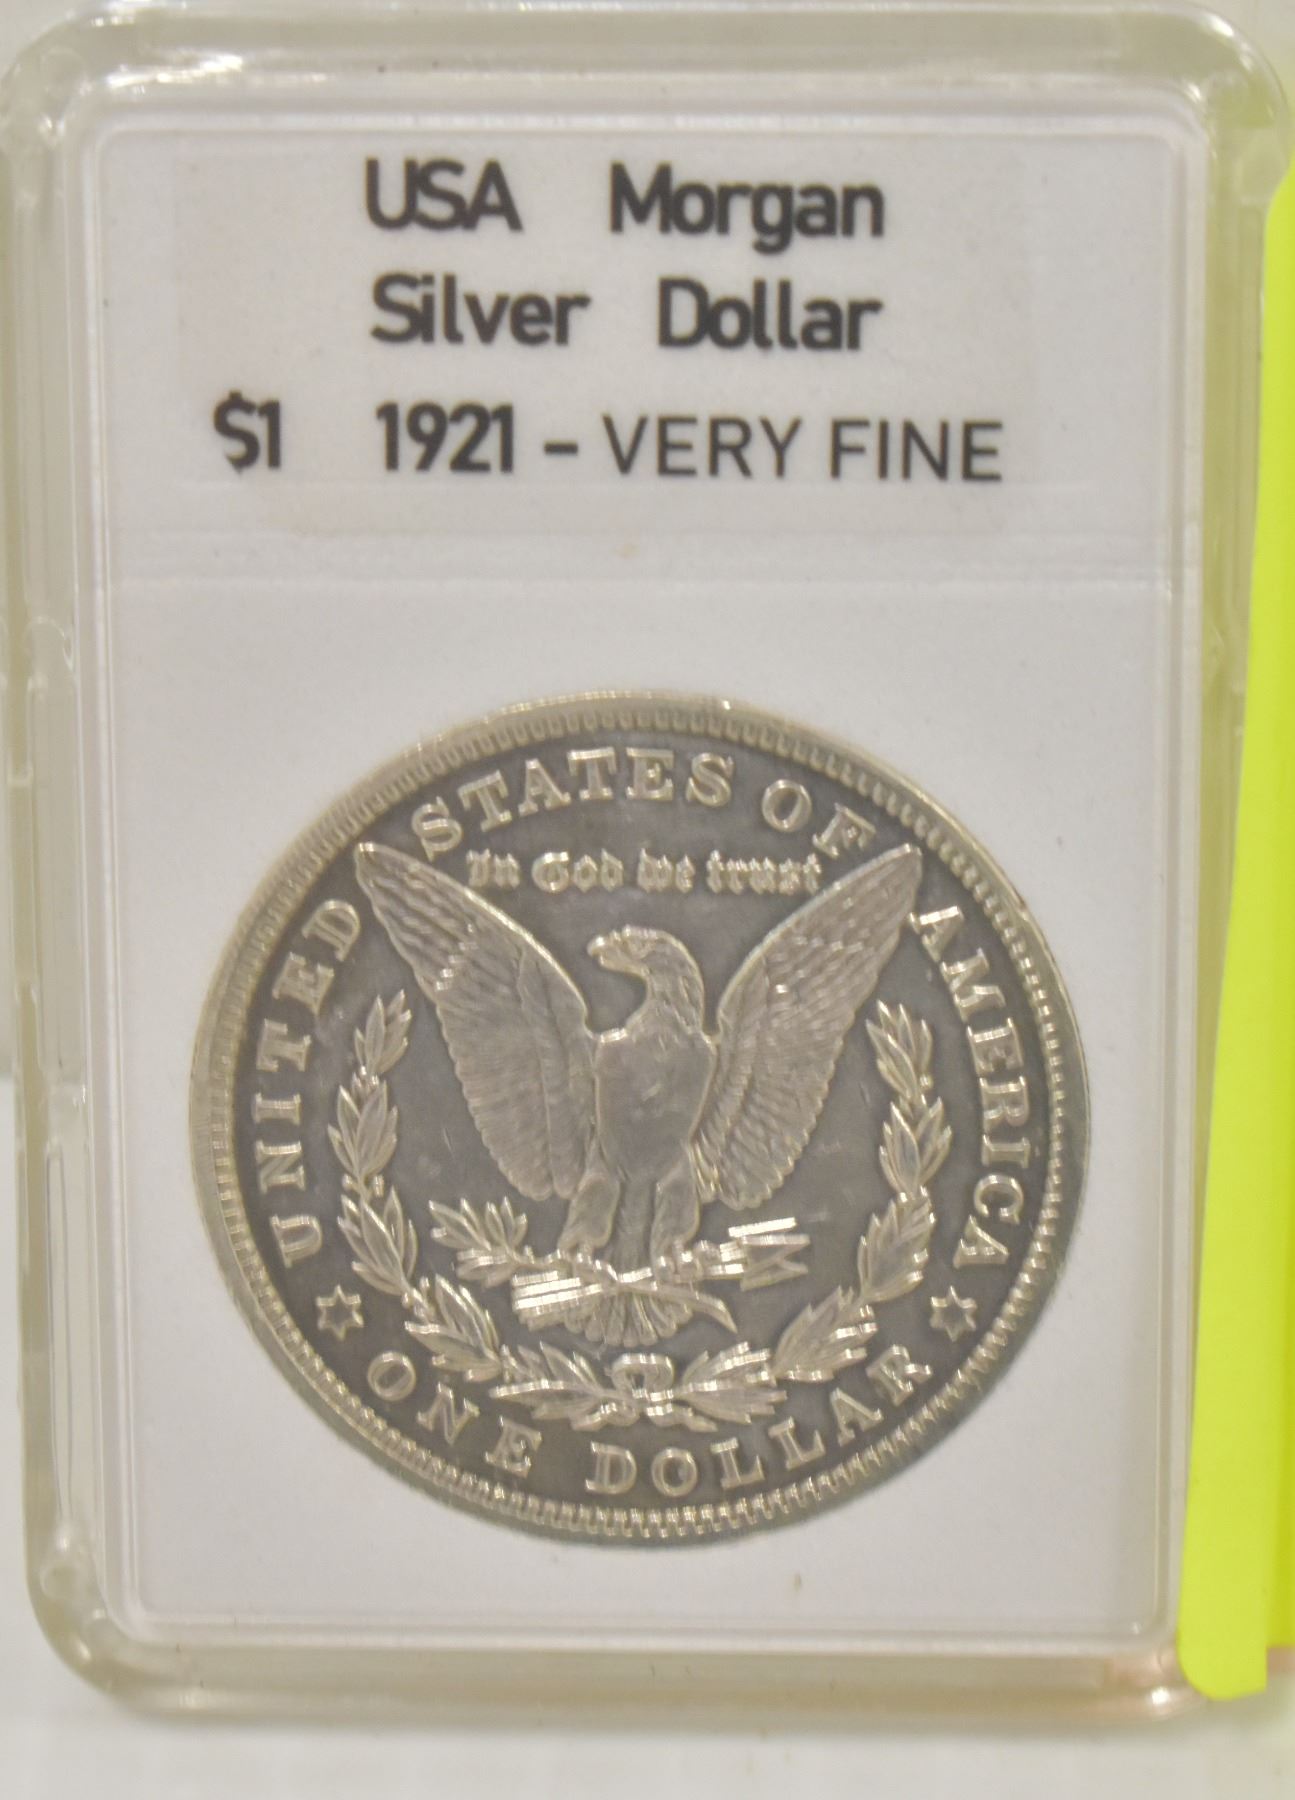 USA Morgan
Silver Dollar
$1 1921 - VERY FINE
UNITED STATES OF AMERICA
In God we trust
ONE DOLLAR